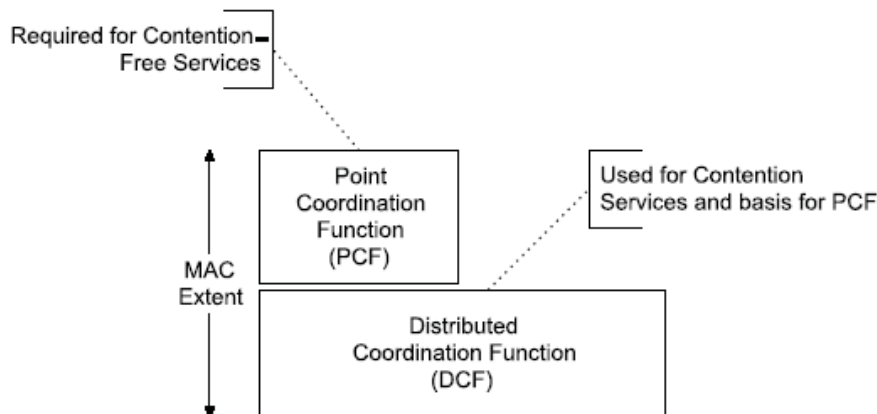 Required for Contention-
Free Services
Point
Coordination
Function
(PCF)
Used for Contention
Services and basis for PCF
MAC
Extent
Distributed
Coordination Function
(DCF)